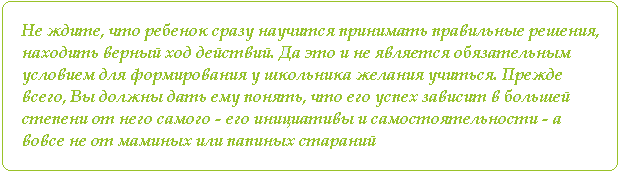 Не ждите, что ребенок сразу научится принимать правильные решения,
находить верный ход действий. Да это и не является обязательным
условием для формирования у школьника желания учиться. Прежде
всего, Вы должны дать ему понять, что его успех зависит в большей
степени от него самого - его инициативы и самостоятельности - а
вовсе не от маминых или папиных стараний